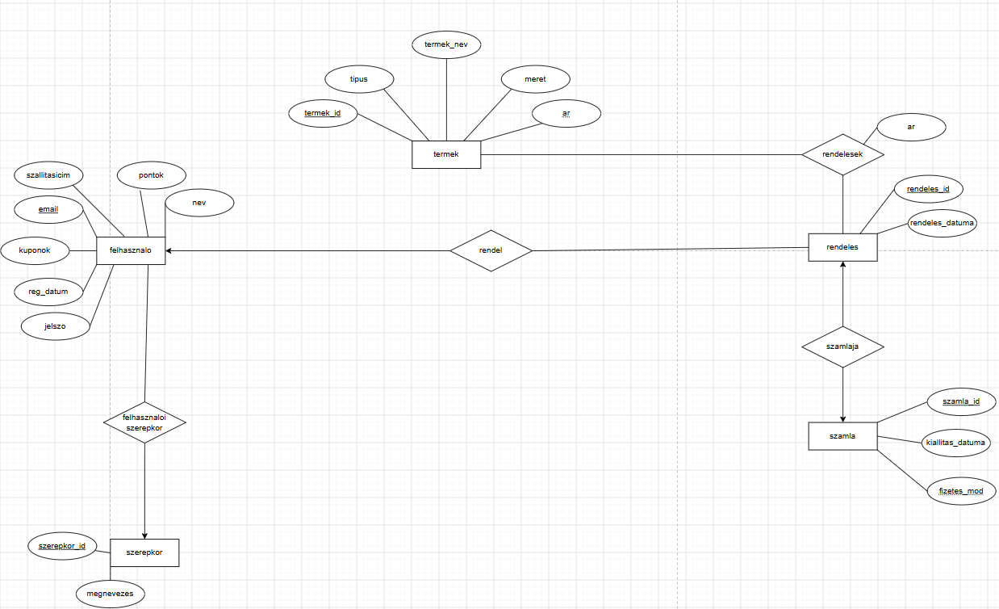 termek_nev
tipus
meret
termek_id
ar
ar
termek
rendelesek
szallitasicim
pontok
rendeles_id
nev
email
rendeles_datuma
kuponok
felhasznalo
rendel
rendeles
reg_datum
jelszo
szamlaja
szamla_id
felhasznaloi
szerepkor
szamla
kiallitas_datuma
fizetes_mod
szerepkor_id
szerepkor
megnevezes